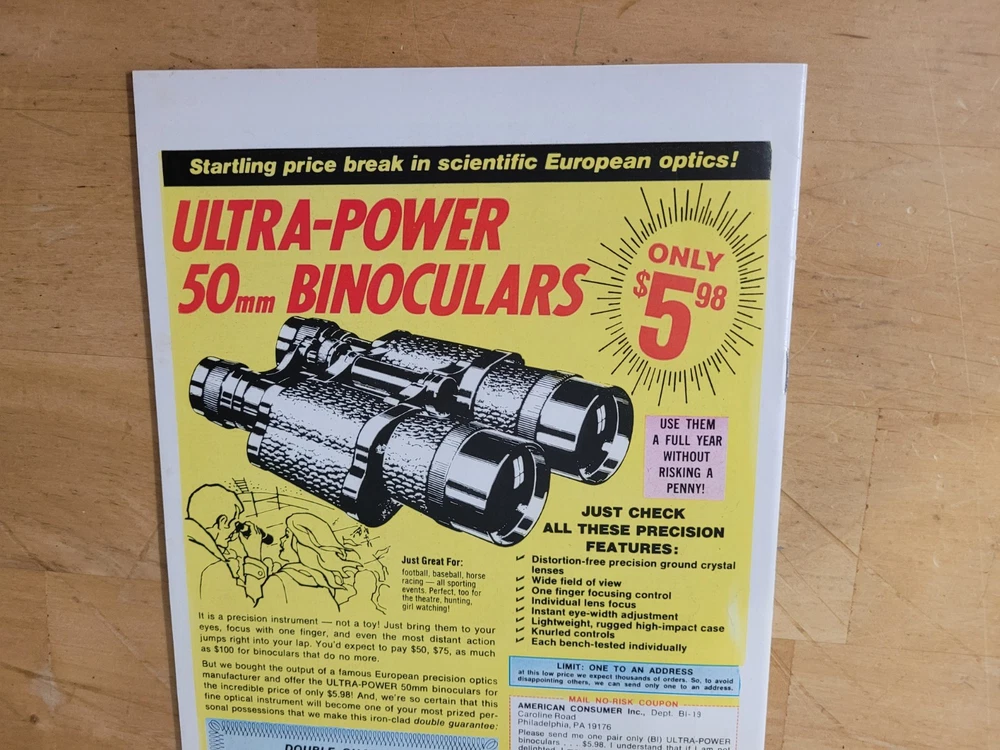 Startling price break in scientific European optics!
ULTRA-POWER
50mm BINOCULARS
ONLY
$5 98
USE THEM
A FULL YEAR
WITHOUT
RISKING A
PENNY!
JUST CHECK
ALL THESE PRECISION
FEATURES:
Distortion-free precision ground crystal
lenses
Wide field of view
One finger focusing control
Individual lens focus
Instant eye-width adjustment
Lightweight, rugged high-impact case
Knurled controls
Each bench-tested individually
Just Great For:
football, baseball, horse
racing — all sporting
events. Perfect, too for
the theatre, hunting,
girl watching!
It is a precision instrument — not a toy! Just bring them to your
eyes, focus with one finger, and even the most distant action
jumps right into your lap. You'd expect to pay $50, $75, as much
as $100 for binoculars that do no more.
But we bought the output of a famous European precision optics
manufacturer and offer the ULTRA-POWER 50mm binoculars for
the incredible price of only $5.98! And, we're so certain that this
fine optical instrument will become one of your most prized per-
sonal possessions that we make this iron-clad double guarantee:
LIMIT: ONE TO AN ADDRESS
at this low price we expect thousands of orders. So, to avoid
disappointing others, we can send only one to an address.
MAIL NO-RISK COUPON
AMERICAN CONSUMER Inc., Dept. BI-19
Caroline Road
Philadelphia, PA 19176
Please send me one pair only (BI) ULTRA-POWER
binoculars . . . $5.98. I understand that if I am not
DOUBLE